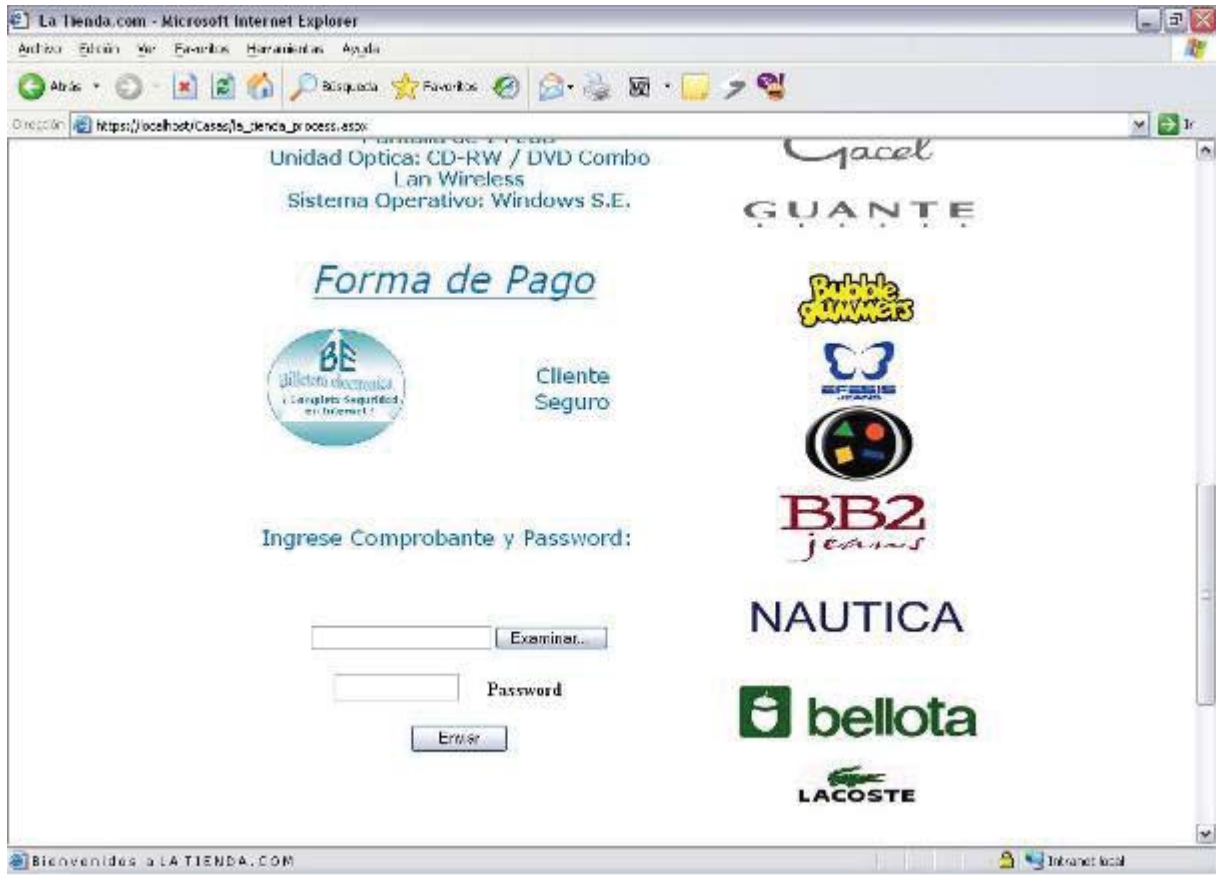 La Tienda.com - Microsoft Internet Explorer
Archivo Edición Ver Favoritos Herramientas Ayuda
Atrás Búsqueda Favoritos
Dirección https://localhost/Casas/la_tienda_process.aspx Ir
Unidad Optica: CD-RW / DVD Combo
Lan Wireless
Sistema Operativo: Windows S.E.
Forma de Pago
BE
Billetera electronica
¡ Completa Seguridad
en Internet !
Cliente
Seguro
Ingrese Comprobante y Password:
Examinar...
Password
Enviar
Gacel
GUANTE
Bubble
gummers
EFESIS
JEANS
BB2
jeans
NAUTICA
bellota
LACOSTE
Bienvenidos a LA TIENDA.COM
Intranet local